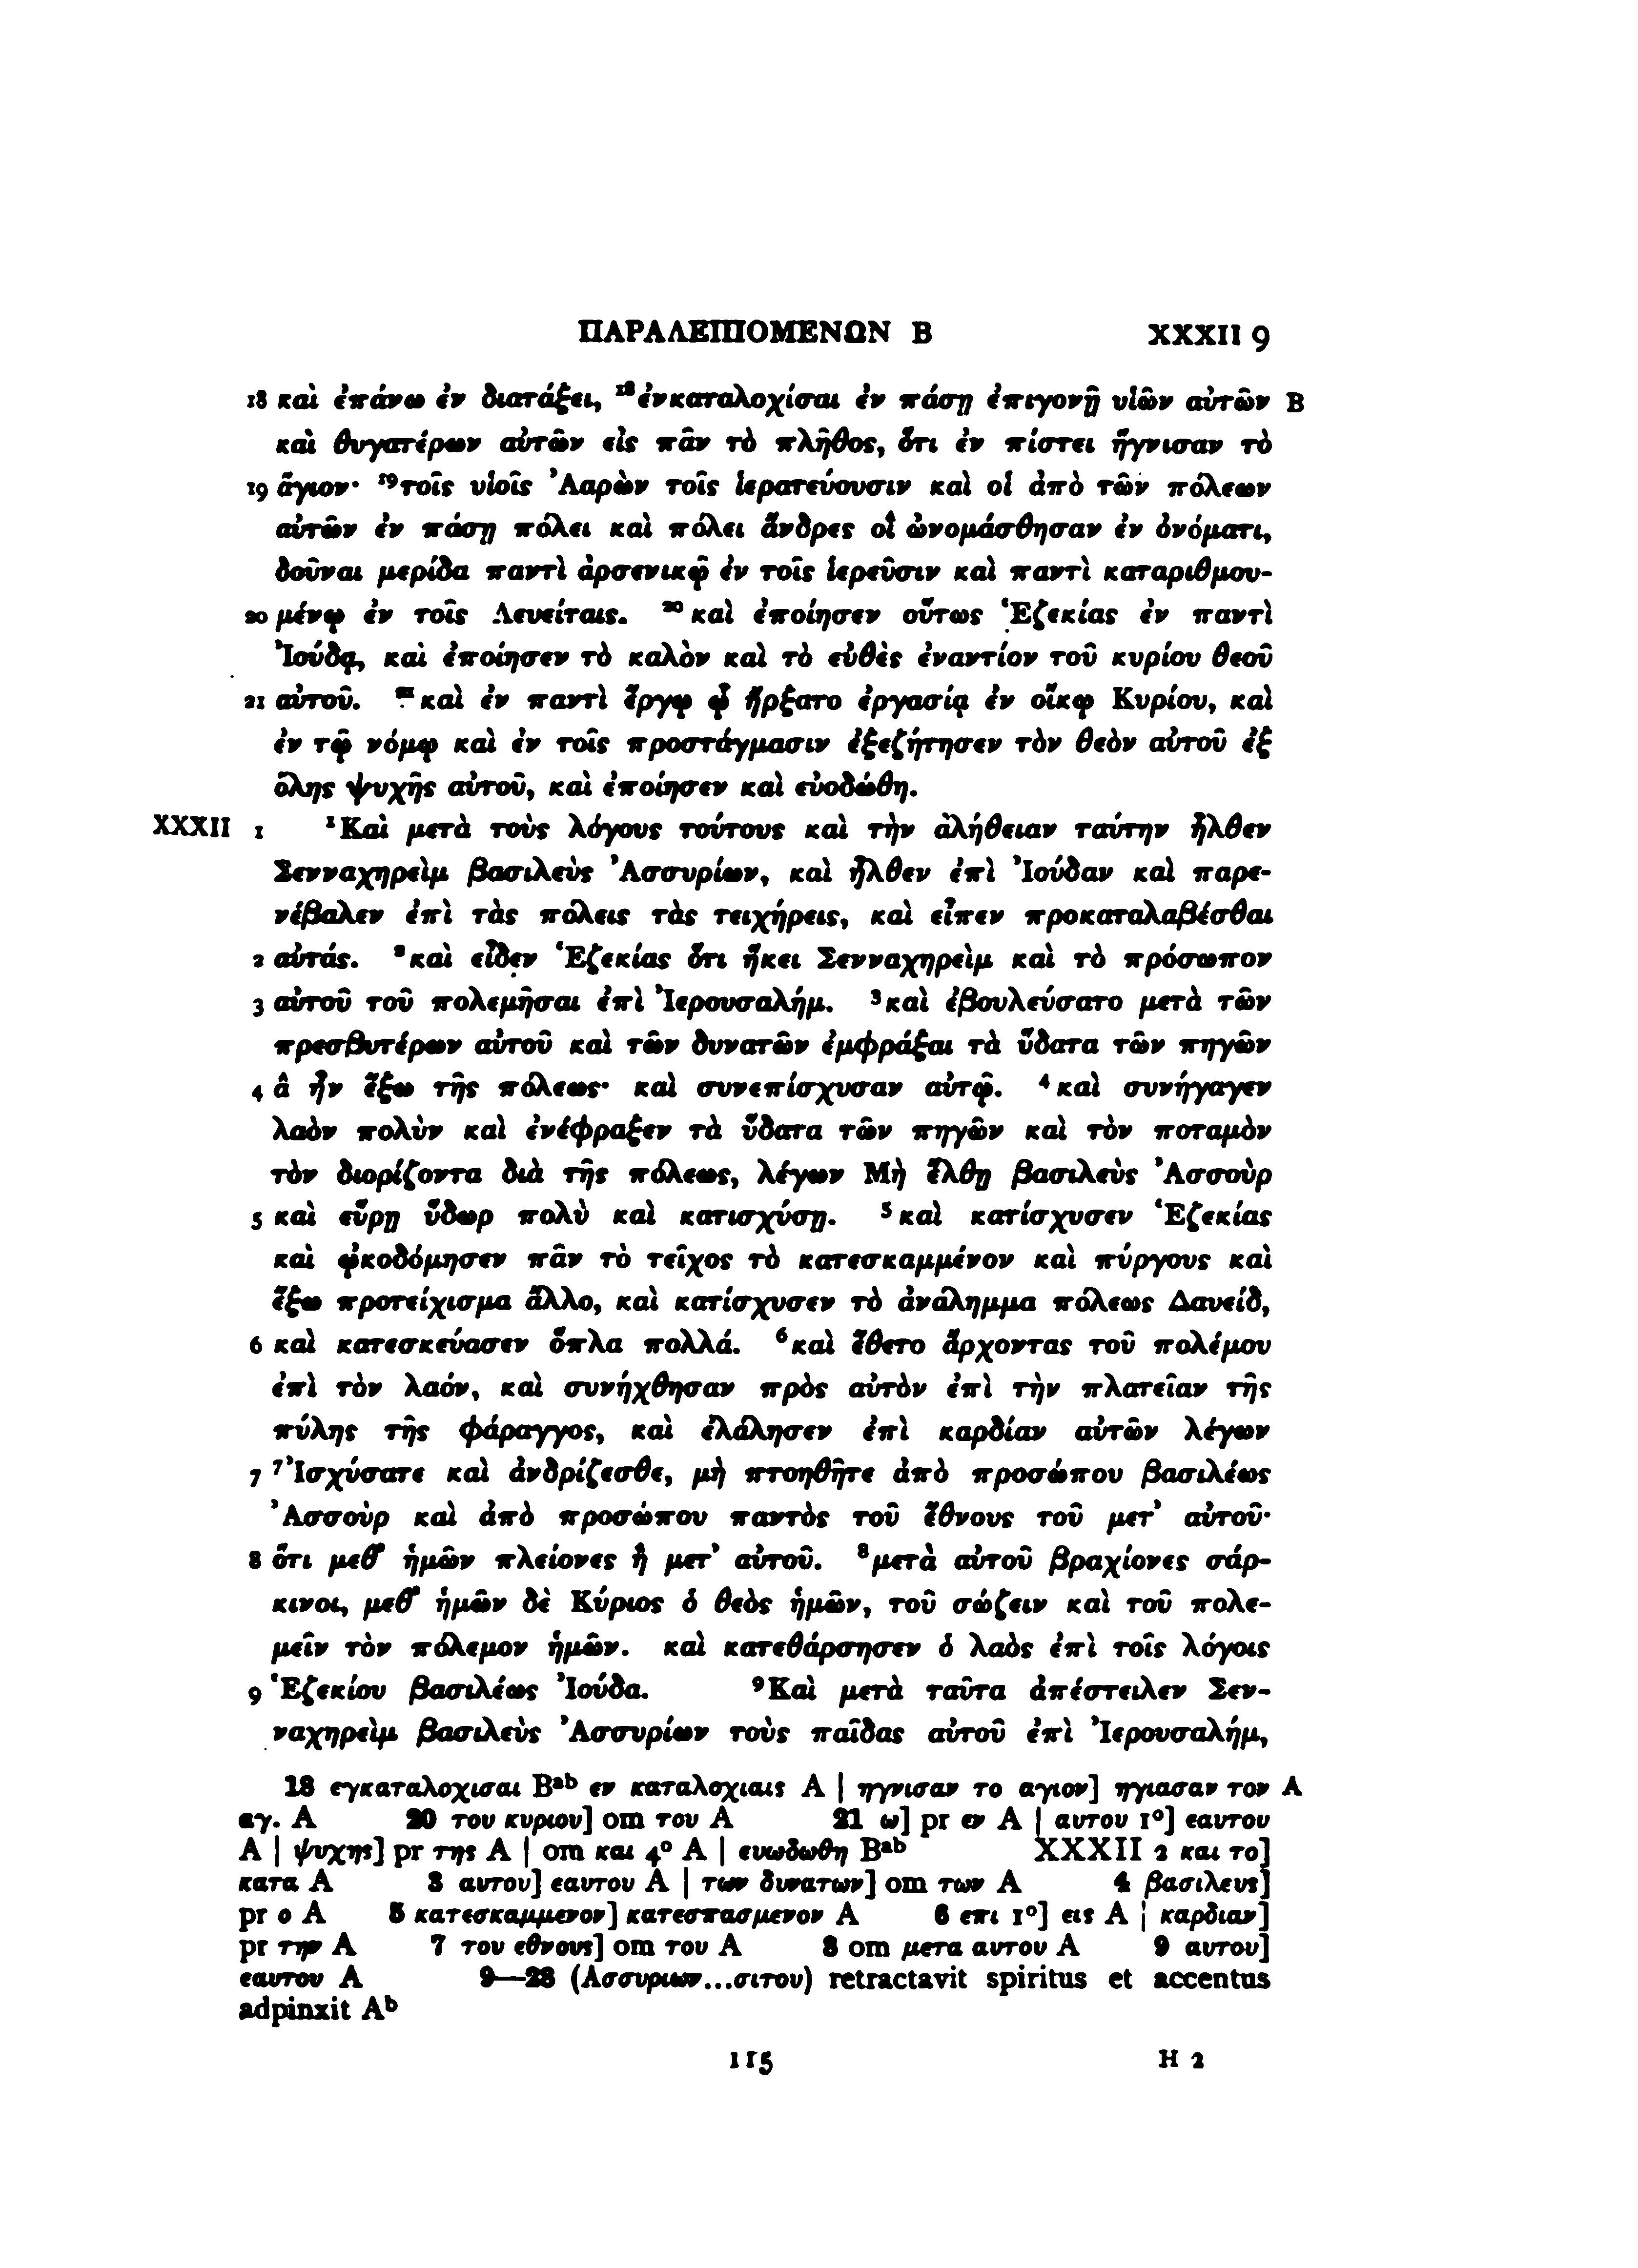 ΠΑΡΑΛΕΙΠΟΜΕΝΩΝ Β XXXII 9
18 καὶ ἐπάνω ἐν διατάξει, ¹⁸ἐνκαταλοχίσαι ἐν πάσῃ ἐπιγονῇ υἱῶν αὐτῶν B
καὶ θυγατέρων αὐτῶν εἰς πᾶν τὸ πλῆθος, ὅτι ἐν πίστει ἥγνισαν τὸ
19 ἅγιον· ¹⁹τοῖς υἱοῖς Ἀαρὼν τοῖς ἱερατεύουσιν καὶ οἱ ἀπὸ τῶν πόλεων
αὐτῶν ἐν πάσῃ πόλει καὶ πόλει ἄνδρες οἳ ὠνομάσθησαν ἐν ὀνόματι,
δοῦναι μερίδα παντὶ ἀρσενικῷ ἐν τοῖς ἱερεῦσιν καὶ παντὶ καταριθμου-
20 μένῳ ἐν τοῖς Λευείταις. ²⁰καὶ ἐποίησεν οὕτως Ἑζεκίας ἐν παντὶ
Ἰούδᾳ, καὶ ἐποίησεν τὸ καλὸν καὶ τὸ εὐθὲς ἐναντίον τοῦ κυρίου θεοῦ
21 αὐτοῦ. ²¹καὶ ἐν παντὶ ἔργῳ ᾧ ἤρξατο ἐργασίᾳ ἐν οἴκῳ Κυρίου, καὶ
ἐν τῷ νόμῳ καὶ ἐν τοῖς προστάγμασιν ἐξεζήτησεν τὸν θεὸν αὐτοῦ ἐξ
ὅλης ψυχῆς αὐτοῦ, καὶ ἐποίησεν καὶ εὐοδώθη.
XXXII 1 ¹Καὶ μετὰ τοὺς λόγους τούτους καὶ τὴν ἀλήθειαν ταύτην ἦλθεν
Σενναχηρεὶμ βασιλεὺς Ἀσσυρίων, καὶ ἦλθεν ἐπὶ Ἰούδαν καὶ παρε-
νέβαλεν ἐπὶ τὰς πόλεις τὰς τειχήρεις, καὶ εἶπεν προκαταλαβέσθαι
2 αὐτάς. ²καὶ εἶδεν Ἑζεκίας ὅτι ἥκει Σενναχηρεὶμ καὶ τὸ πρόσωπον
3 αὐτοῦ τοῦ πολεμῆσαι ἐπὶ Ἰερουσαλήμ. ³καὶ ἐβουλεύσατο μετὰ τῶν
πρεσβυτέρων αὐτοῦ καὶ τῶν δυνατῶν ἐμφράξαι τὰ ὕδατα τῶν πηγῶν
4 ἃ ἦν ἔξω τῆς πόλεως· καὶ συνεπίσχυσαν αὐτῷ. ⁴καὶ συνήγαγεν
λαὸν πολὺν καὶ ἐνέφραξεν τὰ ὕδατα τῶν πηγῶν καὶ τὸν ποταμὸν
τὸν διορίζοντα διὰ τῆς πόλεως, λέγων Μὴ ἔλθῃ βασιλεὺς Ἀσσοὺρ
5 καὶ εὕρῃ ὕδωρ πολὺ καὶ κατισχύσῃ. ⁵καὶ κατίσχυσεν Ἑζεκίας
καὶ ᾠκοδόμησεν πᾶν τὸ τεῖχος τὸ κατεσκαμμένον καὶ πύργους καὶ
ἔξω προτείχισμα ἄλλο, καὶ κατίσχυσεν τὸ ἀνάλημμα πόλεως Δαυείδ,
6 καὶ κατεσκεύασεν ὅπλα πολλά. ⁶καὶ ἔθετο ἄρχοντας τοῦ πολέμου
ἐπὶ τὸν λαόν, καὶ συνήχθησαν πρὸς αὐτὸν ἐπὶ τὴν πλατεῖαν τῆς
πύλης τῆς φάραγγος, καὶ ἐλάλησεν ἐπὶ καρδίαν αὐτῶν λέγων
7 ⁷Ἰσχύσατε καὶ ἀνδρίζεσθε, μὴ πτοηθῆτε ἀπὸ προσώπου βασιλέως
Ἀσσοὺρ καὶ ἀπὸ προσώπου παντὸς τοῦ ἔθνους τοῦ μετ’ αὐτοῦ·
8 ὅτι μεθ’ ἡμῶν πλείονες ἢ μετ’ αὐτοῦ. ⁸μετὰ αὐτοῦ βραχίονες σάρ-
κινοι, μεθ’ ἡμῶν δὲ Κύριος ὁ θεὸς ἡμῶν, τοῦ σώζειν καὶ τοῦ πολε-
μεῖν τὸν πόλεμον ἡμῶν. καὶ κατεθάρσησεν ὁ λαὸς ἐπὶ τοῖς λόγοις
9 Ἑζεκίου βασιλέως Ἰούδα. ⁹Καὶ μετὰ ταῦτα ἀπέστειλεν Σεν-
ναχηρεὶμ βασιλεὺς Ἀσσυρίων τοὺς παῖδας αὐτοῦ ἐπὶ Ἰερουσαλήμ,
18 εγκαταλοχισαι Bᵃᵇ εν καταλοχιαις A | ηγνισαν το αγιον] ηγιασαν τον A
αγ. A 20 του κυριου] om του A 21 ω] pr εν A | αυτου 1°] εαυτου
A | ψυχης] pr της A | om και 4° A | ευωδωθη Bᵃᵇ XXXII 2 και το]
κατα A 3 αυτου] εαυτου A | των δυνατων] om των A 4 βασιλευς]
pr ο A 5 κατεσκαμμενον] κατεσπασμενον A 6 επι 1°] εις A | καρδιαν]
pr την A 7 του εθνους] om του A 8 om μετα αυτου A 9 αυτου]
εαυτου A 9—28 (Ασσυριων...σιτου) retractavit spiritus et accentus
adpinxit Aᵇ
115 H 2